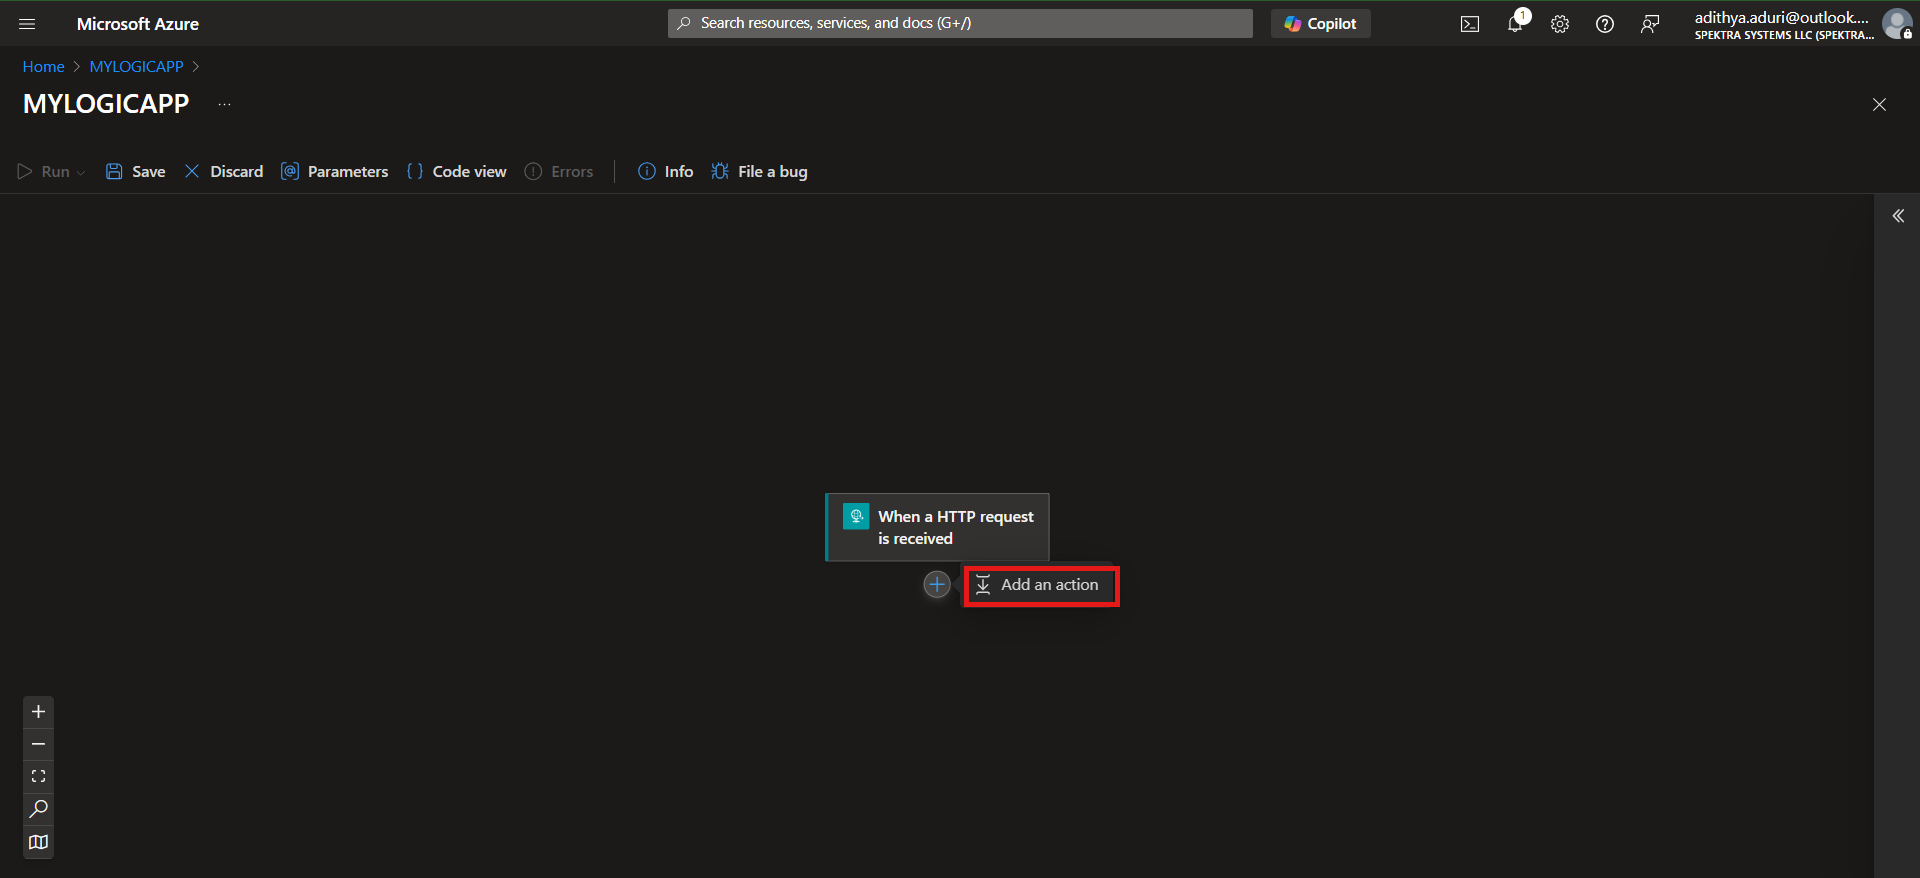 Microsoft Azure
Search resources, services, and docs (G+/)
Copilot
1
adithya.aduri@outlook....
SPEKTRA SYSTEMS LLC (SPEKTRA...
Home > MYLOGICAPP >
MYLOGICAPP ...
Run
Save
Discard
Parameters
Code view
Errors
Info
File a bug
When a HTTP request
is received
Add an action